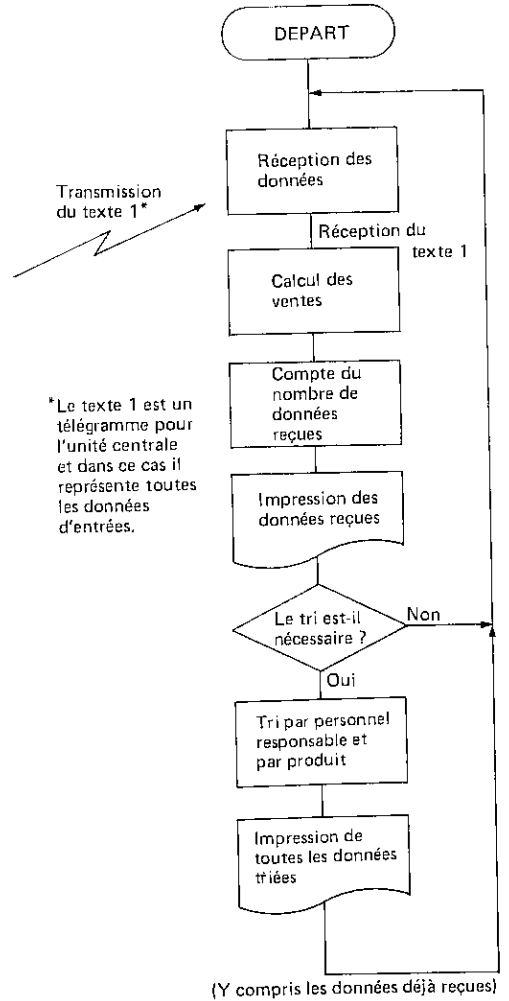 DEPART
Réception des
données
Transmission
du texte 1*
Réception du
texte 1
Calcul des
ventes
Compte du
nombre de
données
reçues
*Le texte 1 est un
télégramme pour
l'unité centrale
et dans ce cas il
représente toutes
les données
d'entrées.
Impression des
données reçues
Le tri est-il
nécessaire ?
Non
Oui
Tri par personnel
responsable et
par produit
Impression de
toutes les données
triées
(Y compris les données déjà reçues)